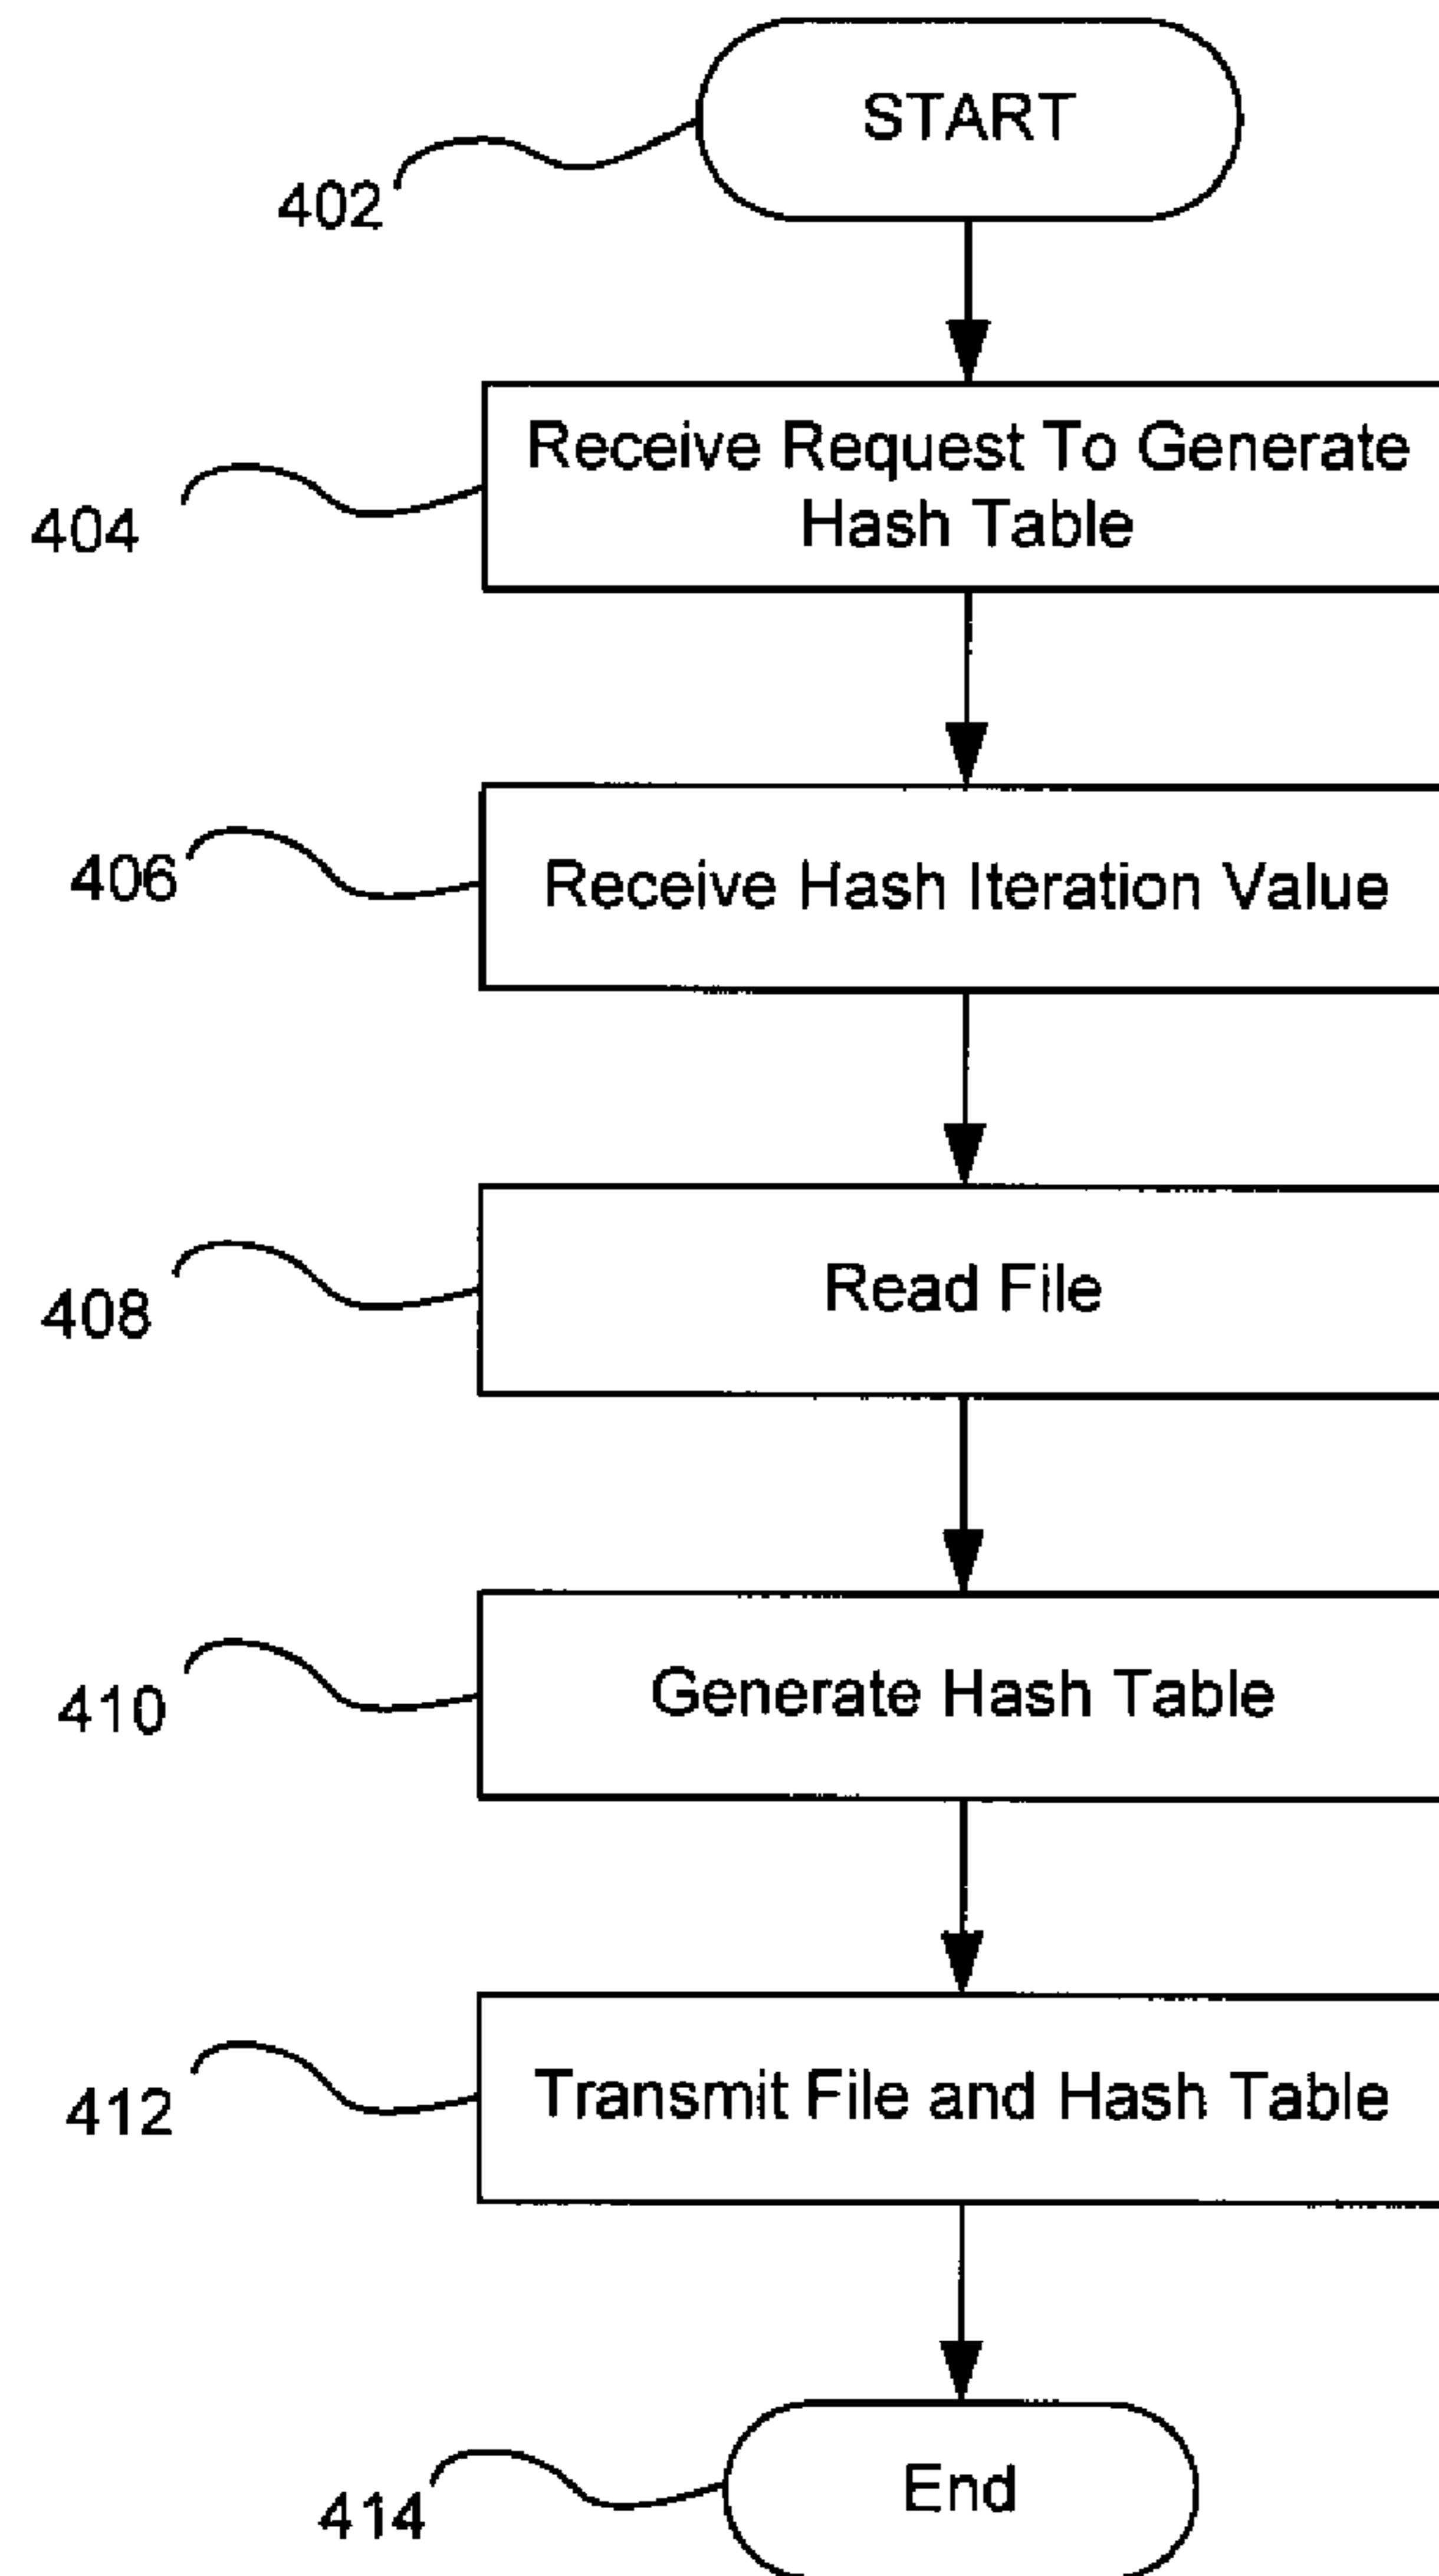 START
402
Receive Request To Generate
Hash Table
404
Receive Hash Iteration Value
406
Read File
408
Generate Hash Table
410
Transmit File and Hash Table
412
End
414